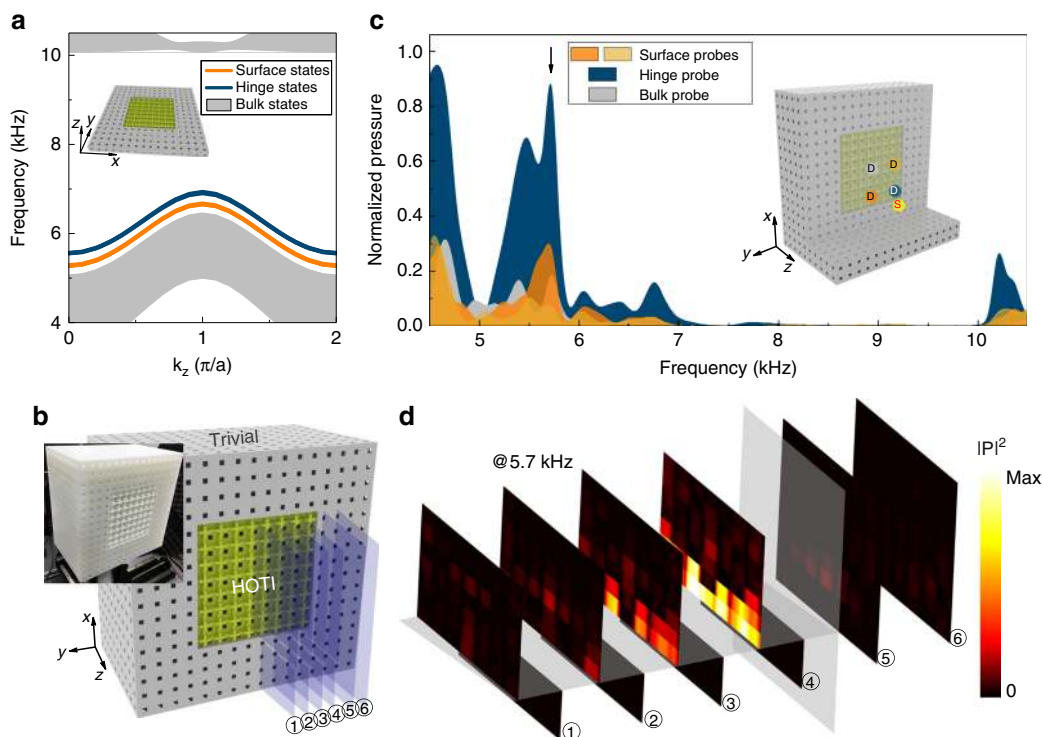 a
10
8
6
4
Frequency (kHz)
0
1
2
k_z (π/a)
Surface states
Hinge states
Bulk states
z
y
x
c
1.0
0.8
0.6
0.4
0.2
0.0
Normalized pressure
5
6
7
8
9
10
Frequency (kHz)
Surface probes
Hinge probe
Bulk probe
D
D
D
D
S
x
y
z
b
Trivial
HOTI
x
y
z
①②③④⑤⑥
d
@5.7 kHz
①
②
③
④
⑤
⑥
|P|²
Max
0